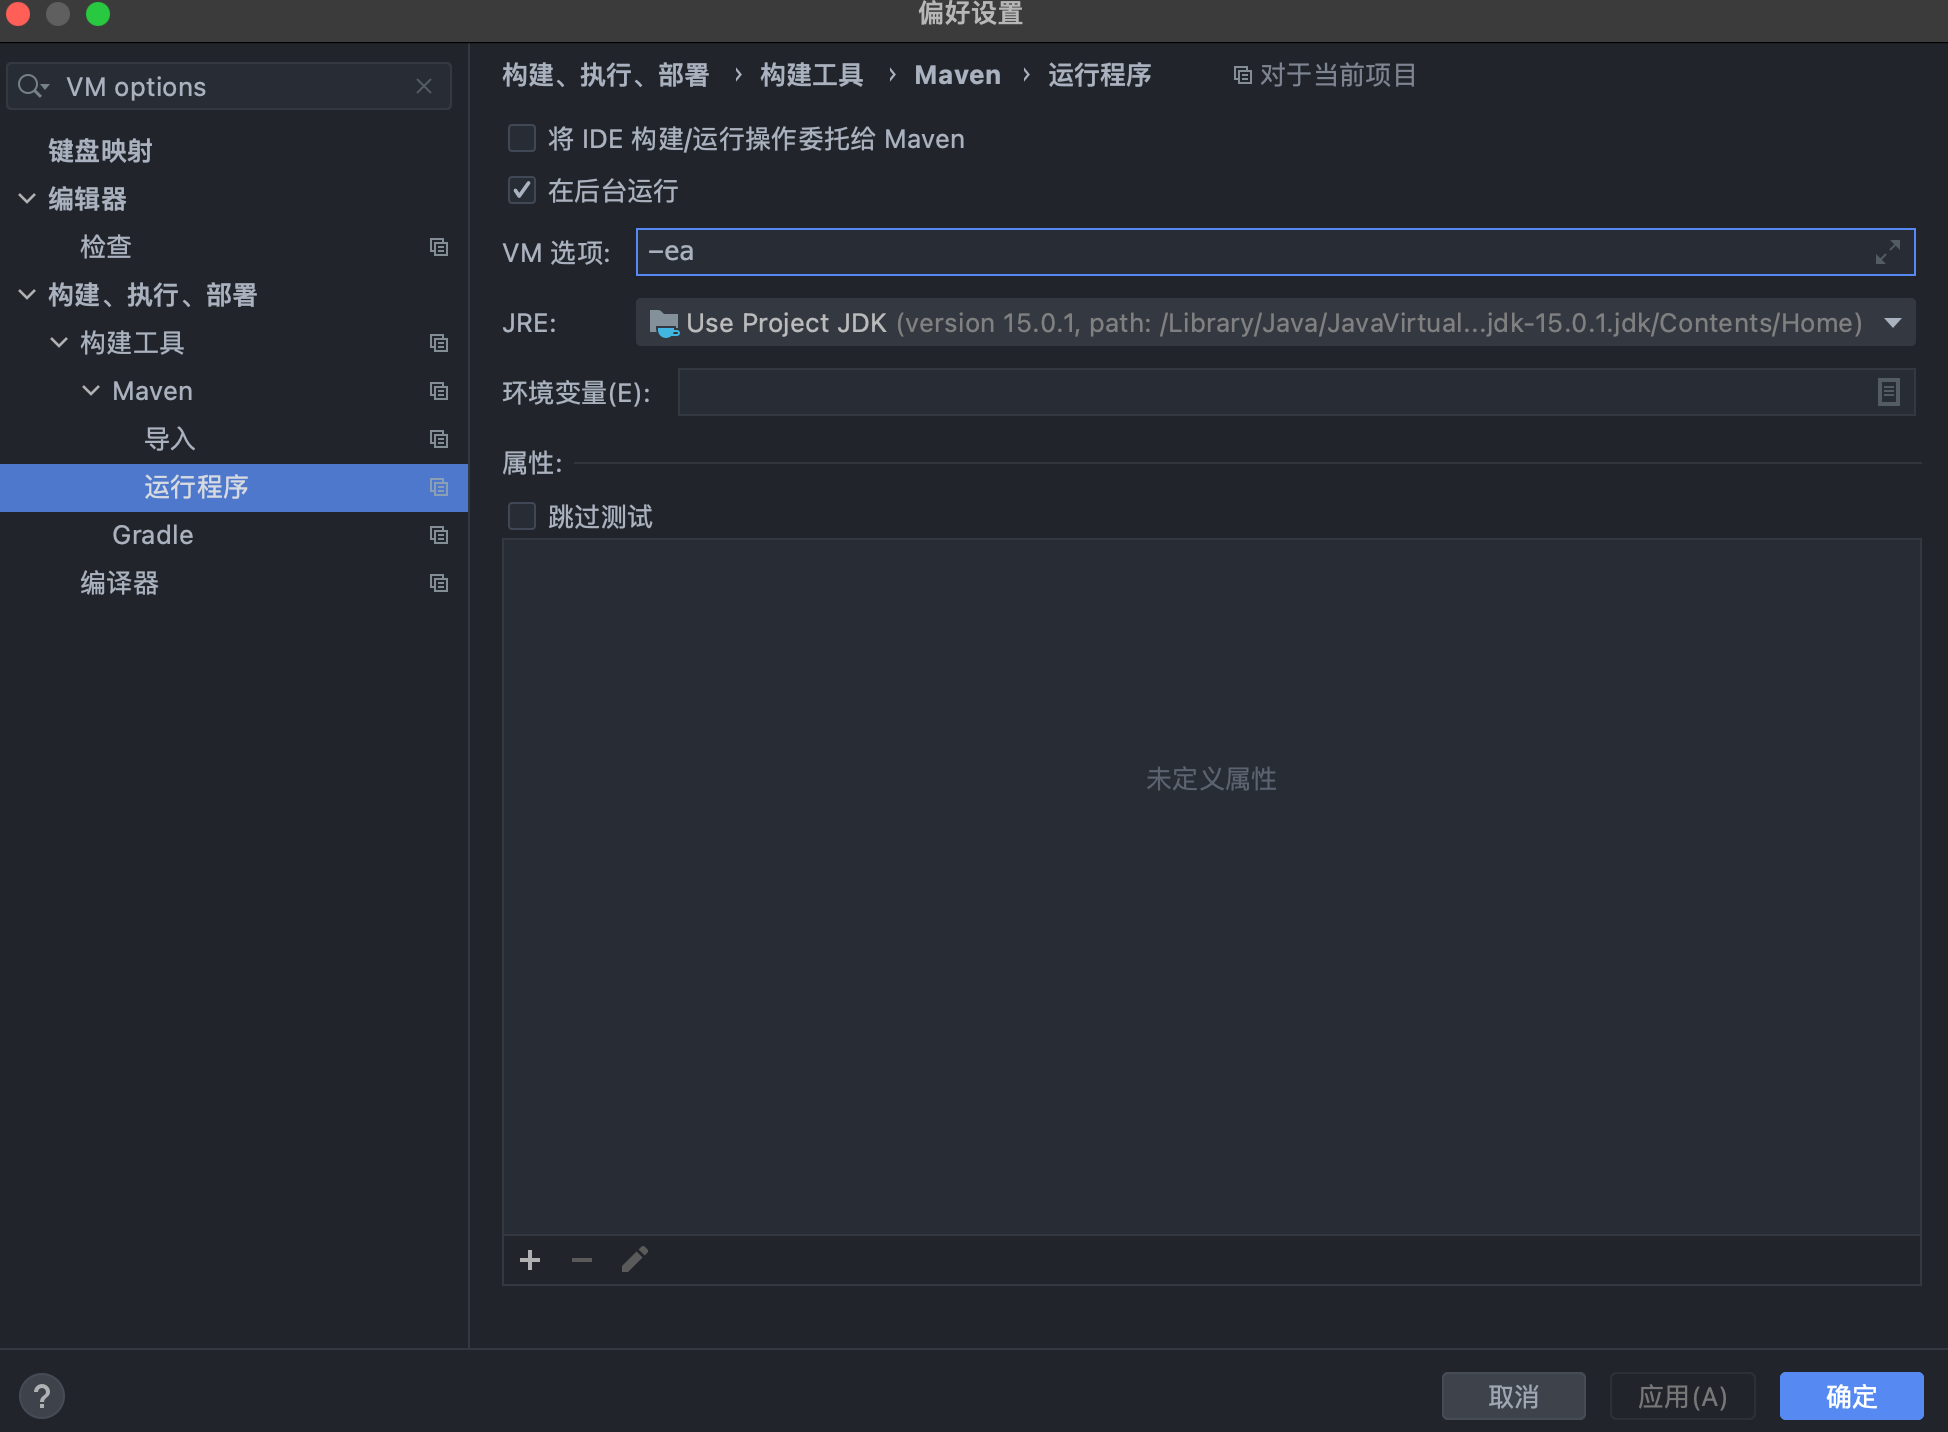 偏好设置
VM options
键盘映射
编辑器
检查
构建、执行、部署
构建工具
Maven
导入
运行程序
Gradle
编译器
构建、执行、部署 › 构建工具 › Maven › 运行程序 对于当前项目
将 IDE 构建/运行操作委托给 Maven
在后台运行
VM 选项: –ea
JRE: Use Project JDK (version 15.0.1, path: /Library/Java/JavaVirtual...jdk-15.0.1.jdk/Contents/Home)
环境变量(E):
属性:
跳过测试
未定义属性
? 取消 应用(A) 确定